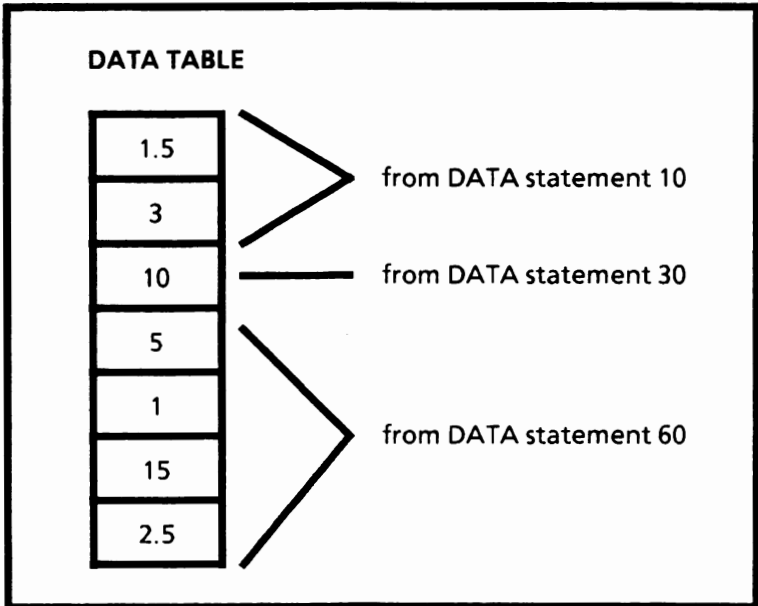 DATA TABLE
1.5
3
from DATA statement 10
10
from DATA statement 30
5
1
from DATA statement 60
15
2.5